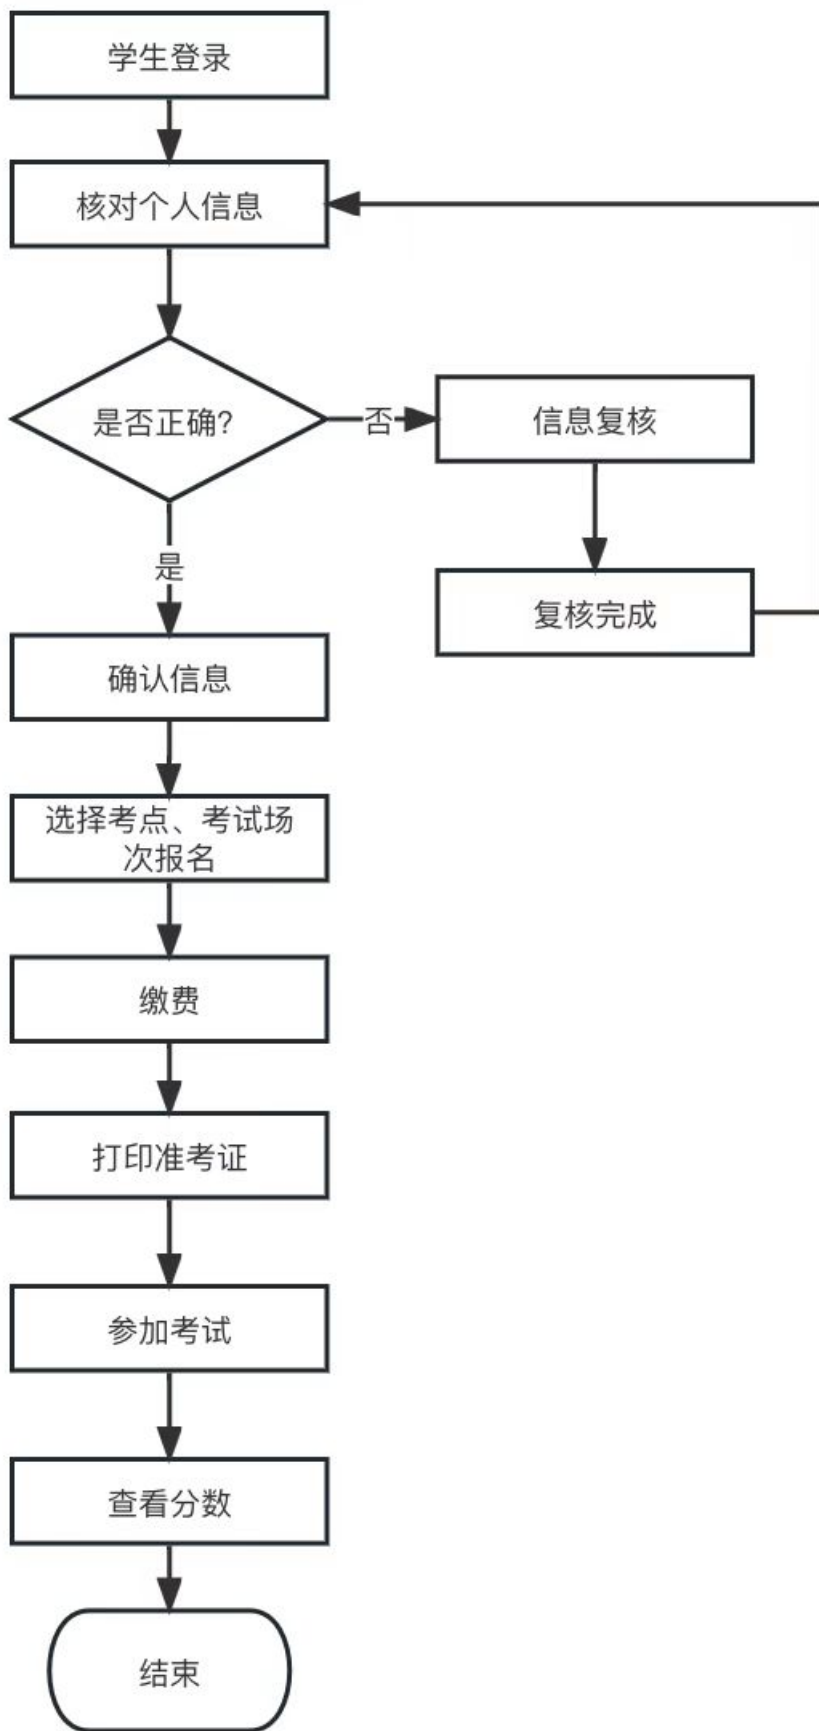 学生登录
核对个人信息
是否正确?
否
信息复核
是
复核完成
确认信息
选择考点、考试场
次报名
缴费
打印准考证
参加考试
查看分数
结束